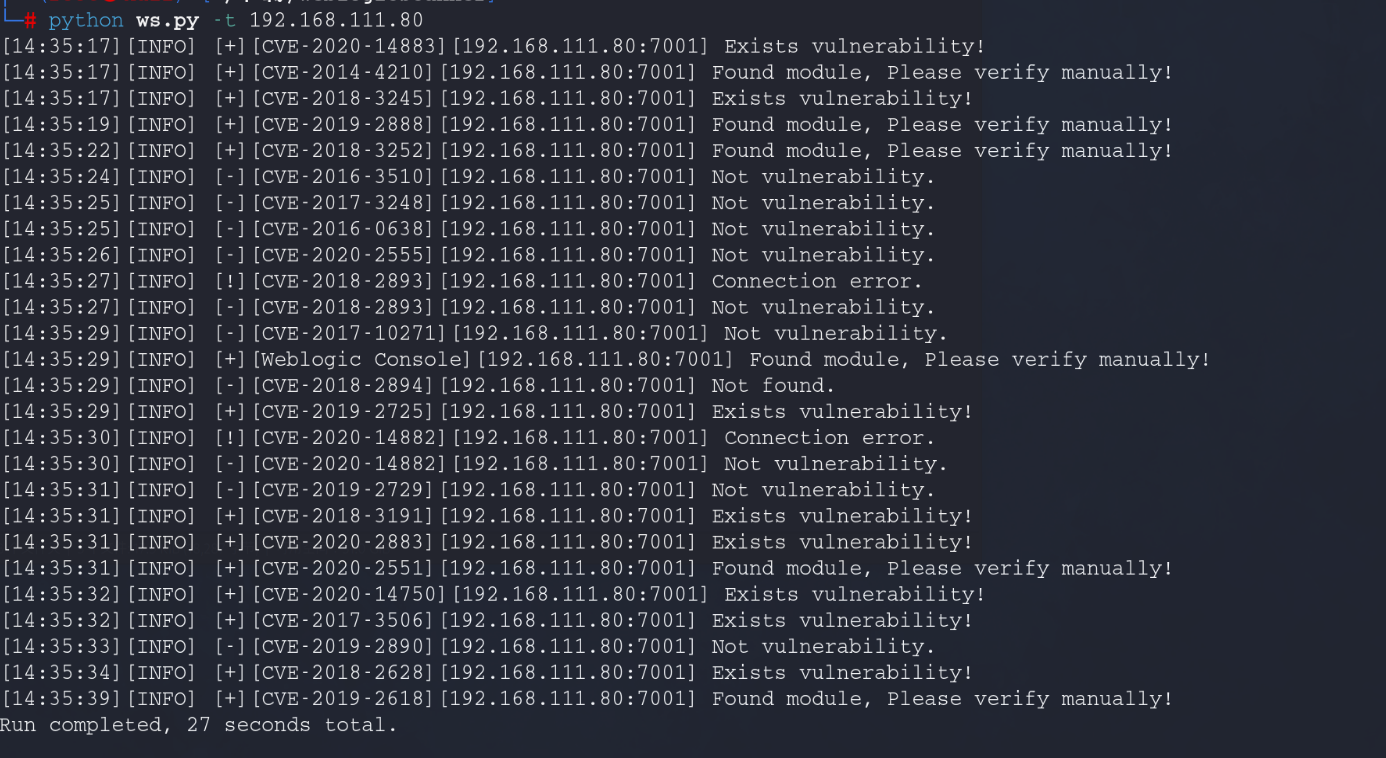 # python ws.py -t 192.168.111.80
[14:35:17][INFO] [+][CVE-2020-14883][192.168.111.80:7001] Exists vulnerability!
[14:35:17][INFO] [+][CVE-2014-4210][192.168.111.80:7001] Found module, Please verify manually!
[14:35:17][INFO] [+][CVE-2018-3245][192.168.111.80:7001] Exists vulnerability!
[14:35:19][INFO] [+][CVE-2019-2888][192.168.111.80:7001] Found module, Please verify manually!
[14:35:22][INFO] [+][CVE-2018-3252][192.168.111.80:7001] Found module, Please verify manually!
[14:35:24][INFO] [-][CVE-2016-3510][192.168.111.80:7001] Not vulnerability.
[14:35:25][INFO] [-][CVE-2017-3248][192.168.111.80:7001] Not vulnerability.
[14:35:25][INFO] [-][CVE-2016-0638][192.168.111.80:7001] Not vulnerability.
[14:35:26][INFO] [-][CVE-2020-2555][192.168.111.80:7001] Not vulnerability.
[14:35:27][INFO] [!][CVE-2018-2893][192.168.111.80:7001] Connection error.
[14:35:27][INFO] [-][CVE-2018-2893][192.168.111.80:7001] Not vulnerability.
[14:35:29][INFO] [-][CVE-2017-10271][192.168.111.80:7001] Not vulnerability.
[14:35:29][INFO] [+][Weblogic Console][192.168.111.80:7001] Found module, Please verify manually!
[14:35:29][INFO] [-][CVE-2018-2894][192.168.111.80:7001] Not found.
[14:35:29][INFO] [+][CVE-2019-2725][192.168.111.80:7001] Exists vulnerability!
[14:35:30][INFO] [!][CVE-2020-14882][192.168.111.80:7001] Connection error.
[14:35:30][INFO] [-][CVE-2020-14882][192.168.111.80:7001] Not vulnerability.
[14:35:31][INFO] [-][CVE-2019-2729][192.168.111.80:7001] Not vulnerability.
[14:35:31][INFO] [+][CVE-2018-3191][192.168.111.80:7001] Exists vulnerability!
[14:35:31][INFO] [+][CVE-2020-2883][192.168.111.80:7001] Exists vulnerability!
[14:35:31][INFO] [+][CVE-2020-2551][192.168.111.80:7001] Found module, Please verify manually!
[14:35:32][INFO] [+][CVE-2020-14750][192.168.111.80:7001] Exists vulnerability!
[14:35:32][INFO] [+][CVE-2017-3506][192.168.111.80:7001] Exists vulnerability!
[14:35:33][INFO] [-][CVE-2019-2890][192.168.111.80:7001] Not vulnerability.
[14:35:34][INFO] [+][CVE-2018-2628][192.168.111.80:7001] Exists vulnerability!
[14:35:39][INFO] [+][CVE-2019-2618][192.168.111.80:7001] Found module, Please verify manually!
Run completed, 27 seconds total.